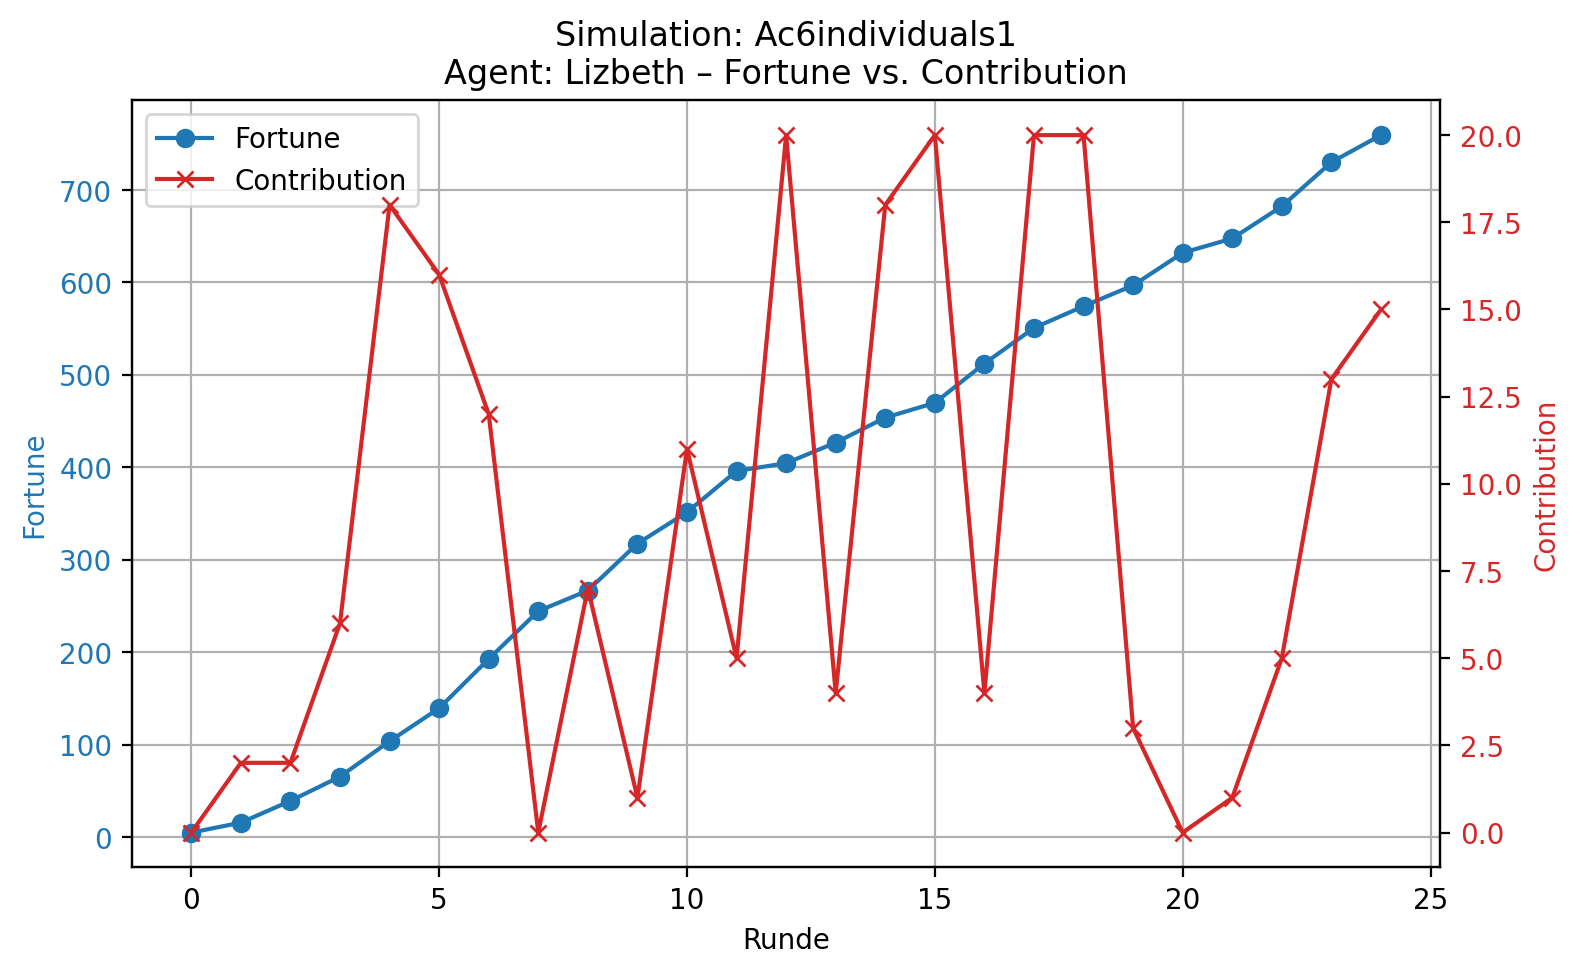 Simulation: Ac6individuals1
Agent: Lizbeth – Fortune vs. Contribution
Fortune
Contribution
700
600
500
400
300
200
100
0
Fortune
20.0
17.5
15.0
12.5
10.0
7.5
5.0
2.5
0.0
Contribution
0 5 10 15 20 25
Runde